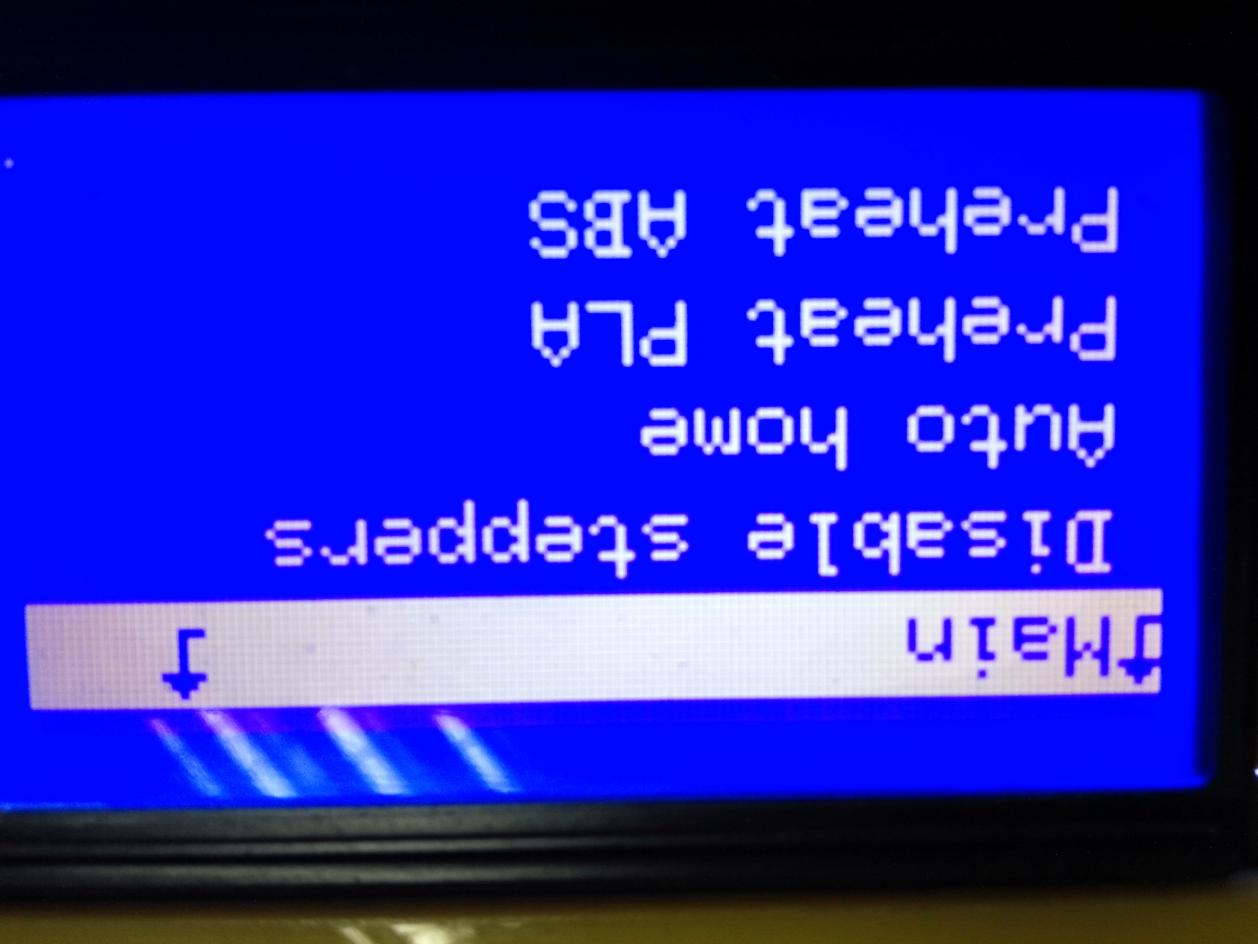 ↑Main ↑
Disable steppers
Auto home
Preheat PLA
Preheat ABS